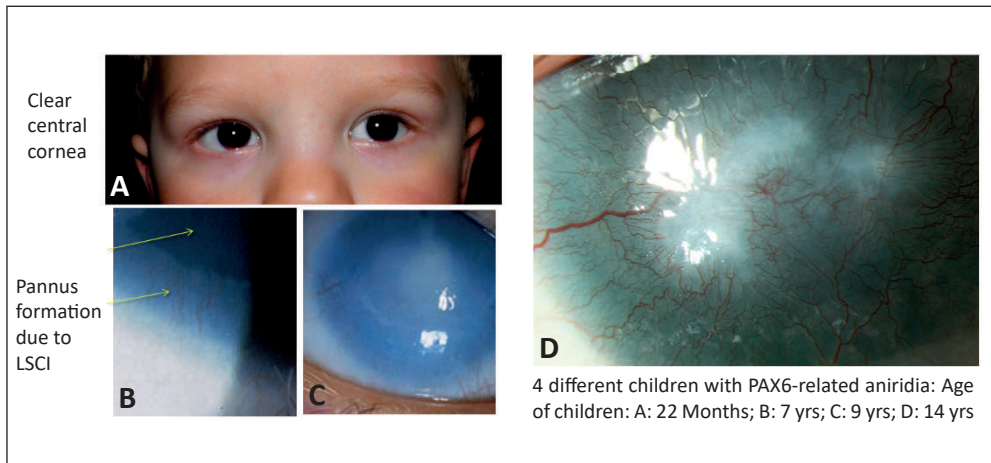 Clear
central
cornea
A
Pannus
formation
due to
LSCI
B
C
D
4 different children with PAX6-related aniridia: Age
of children: A: 22 Months; B: 7 yrs; C: 9 yrs; D: 14 yrs